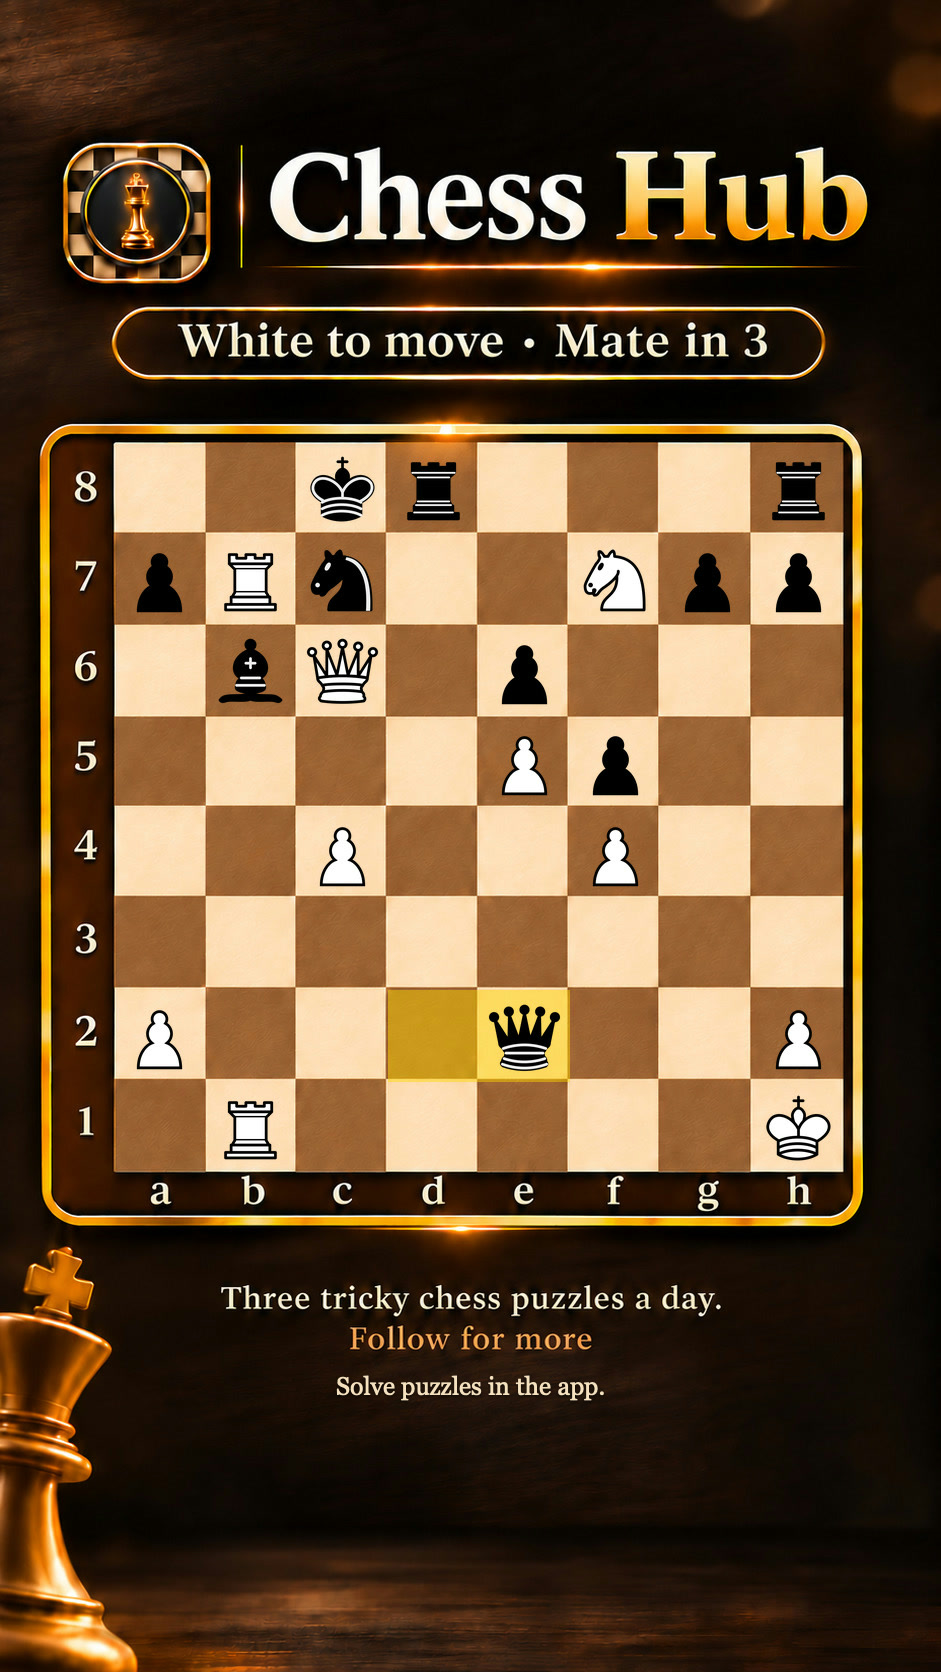 Chess Hub
White to move • Mate in 3
8
7
6
5
4
3
2
1
a b c d e f g h
Three tricky chess puzzles a day.
Follow for more
Solve puzzles in the app.